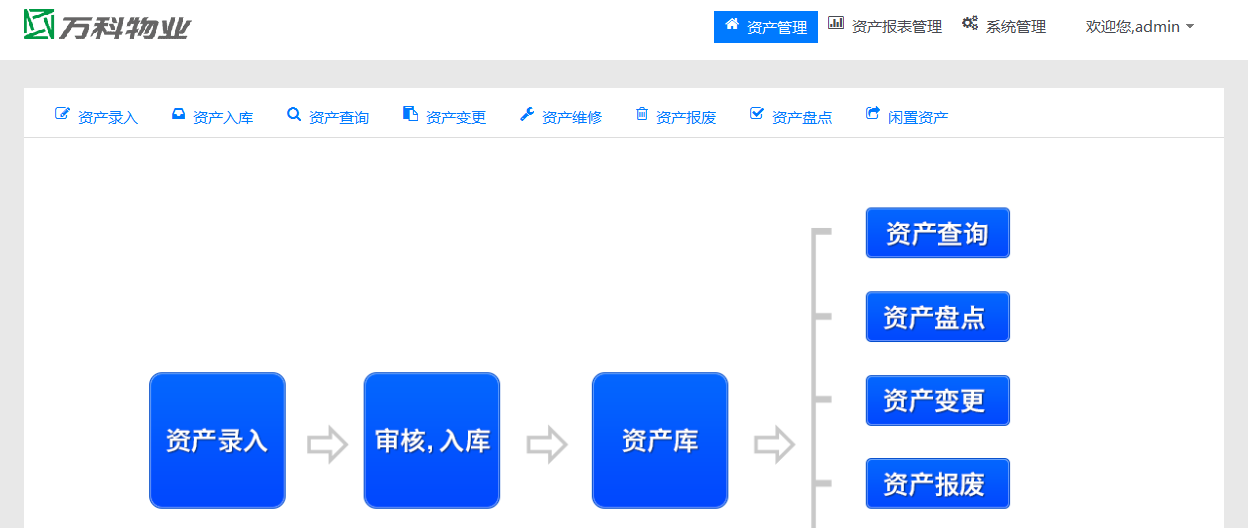 万科物业
资产管理 资产报表管理 系统管理 欢迎您,admin
资产录入 资产入库 资产查询 资产变更 资产维修 资产报废 资产盘点 闲置资产
资产查询
资产盘点
资产变更
资产录入 审核, 入库 资产库
资产报废